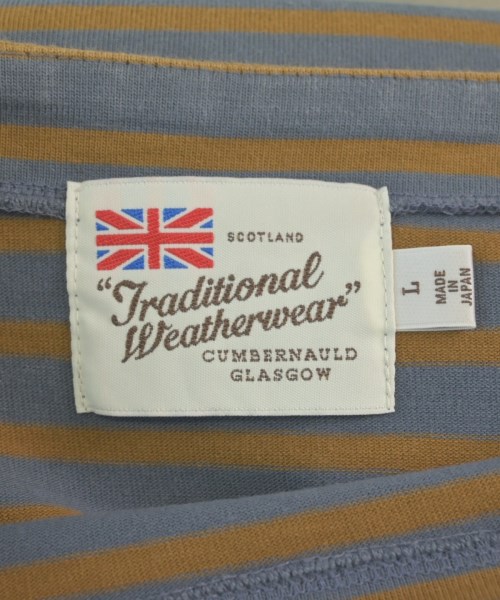 SCOTLAND
"Traditional
Weatherwear"
CUMBERNAULD
GLASGOW
L
MADE
IN
JAPAN